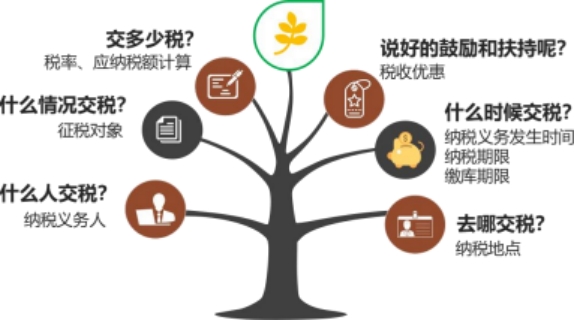 交多少税?
税率、应纳税额计算
说好的鼓励和扶持呢?
税收优惠
什么情况交税?
征税对象
什么时候交税?
纳税义务发生时间
纳税期限
缴库期限
什么人交税?
纳税义务人
去哪交税?
纳税地点